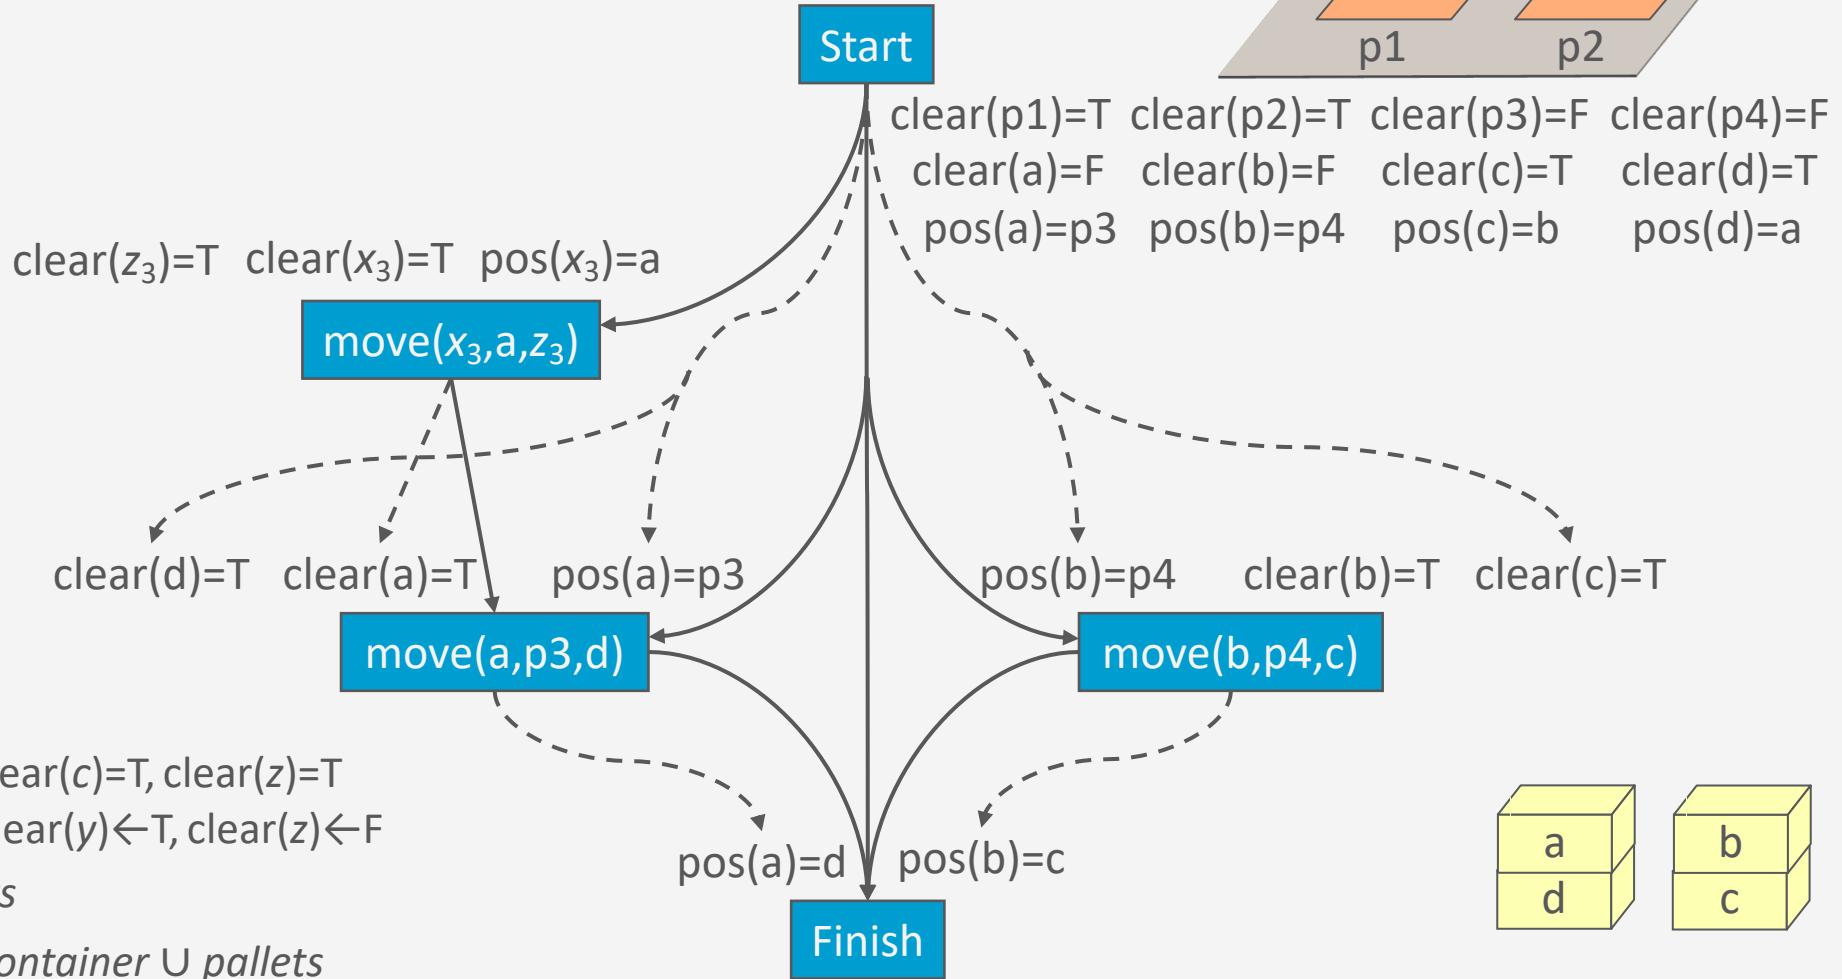 Start
p1 p2
clear(p1)=T clear(p2)=T clear(p3)=F clear(p4)=F
clear(a)=F clear(b)=F clear(c)=T clear(d)=T
pos(a)=p3 pos(b)=p4 pos(c)=b pos(d)=a
clear(z₃)=T clear(x₃)=T pos(x₃)=a
move(x₃,a,z₃)
clear(d)=T clear(a)=T pos(a)=p3 pos(b)=p4 clear(b)=T clear(c)=T
move(a,p3,d) move(b,p4,c)
ear(c)=T, clear(z)=T
ear(y)←T, clear(z)←F
a b
pos(a)=d pos(b)=c
s
d c
Finish
ontainer ∪ pallets